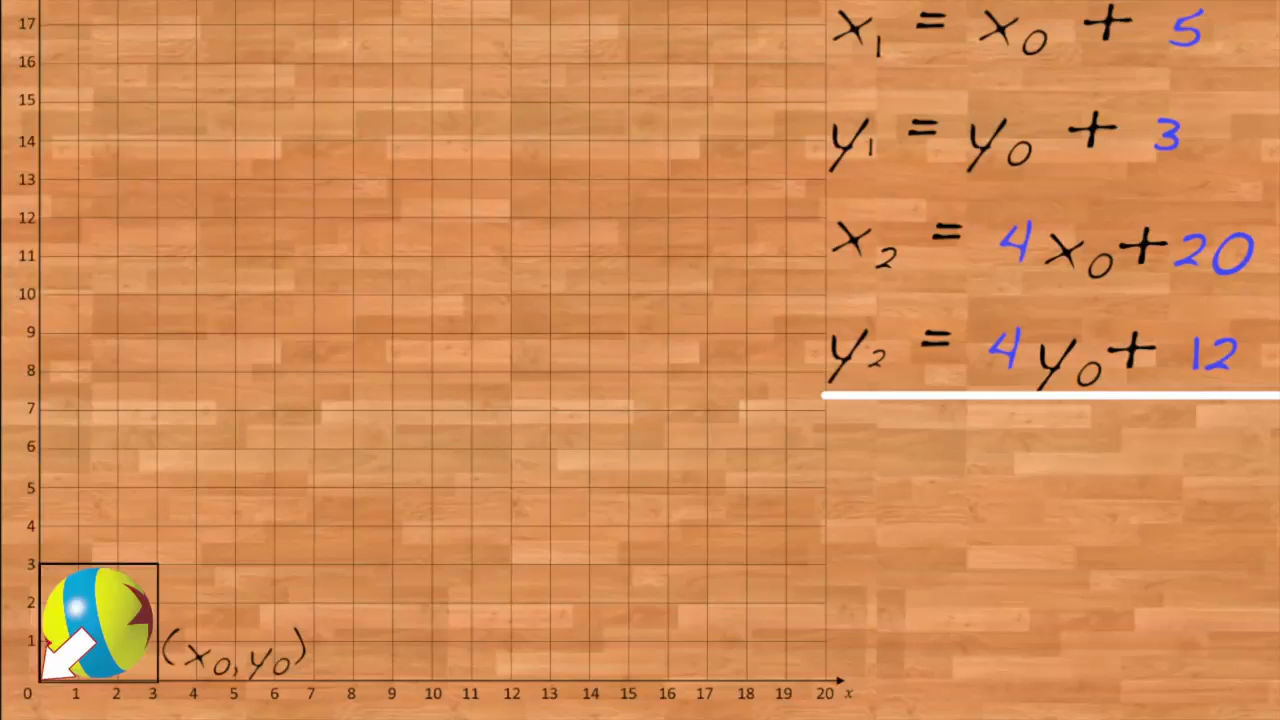 x₁ = x₀ + 5
y₁ = y₀ + 3
x₂ = 4x₀ + 20
y₂ = 4y₀ + 12
17
16
15
14
13
12
11
10
9
8
7
6
5
4
3
2
1
(x₀, y₀)
0 1 2 3 4 5 6 7 8 9 10 11 12 13 14 15 16 17 18 19 20 x